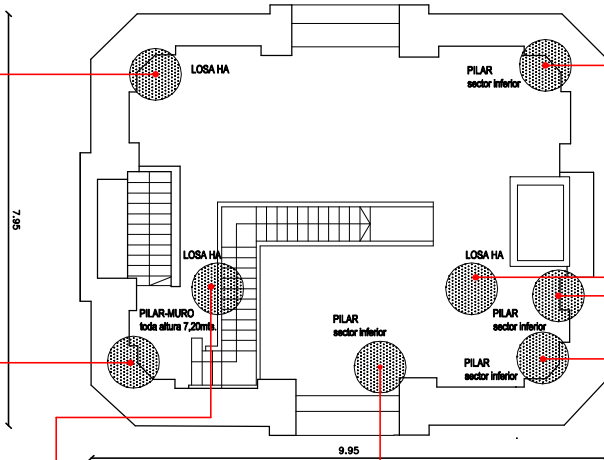 LOSA HA
PILAR
sector inferior
7.95
LOSA HA
LOSA HA
PILAR-MURO
toda altura 7,20mts.
PILAR
sector inferior
PILAR
sector inferior
PILAR
sector inferior
9.95